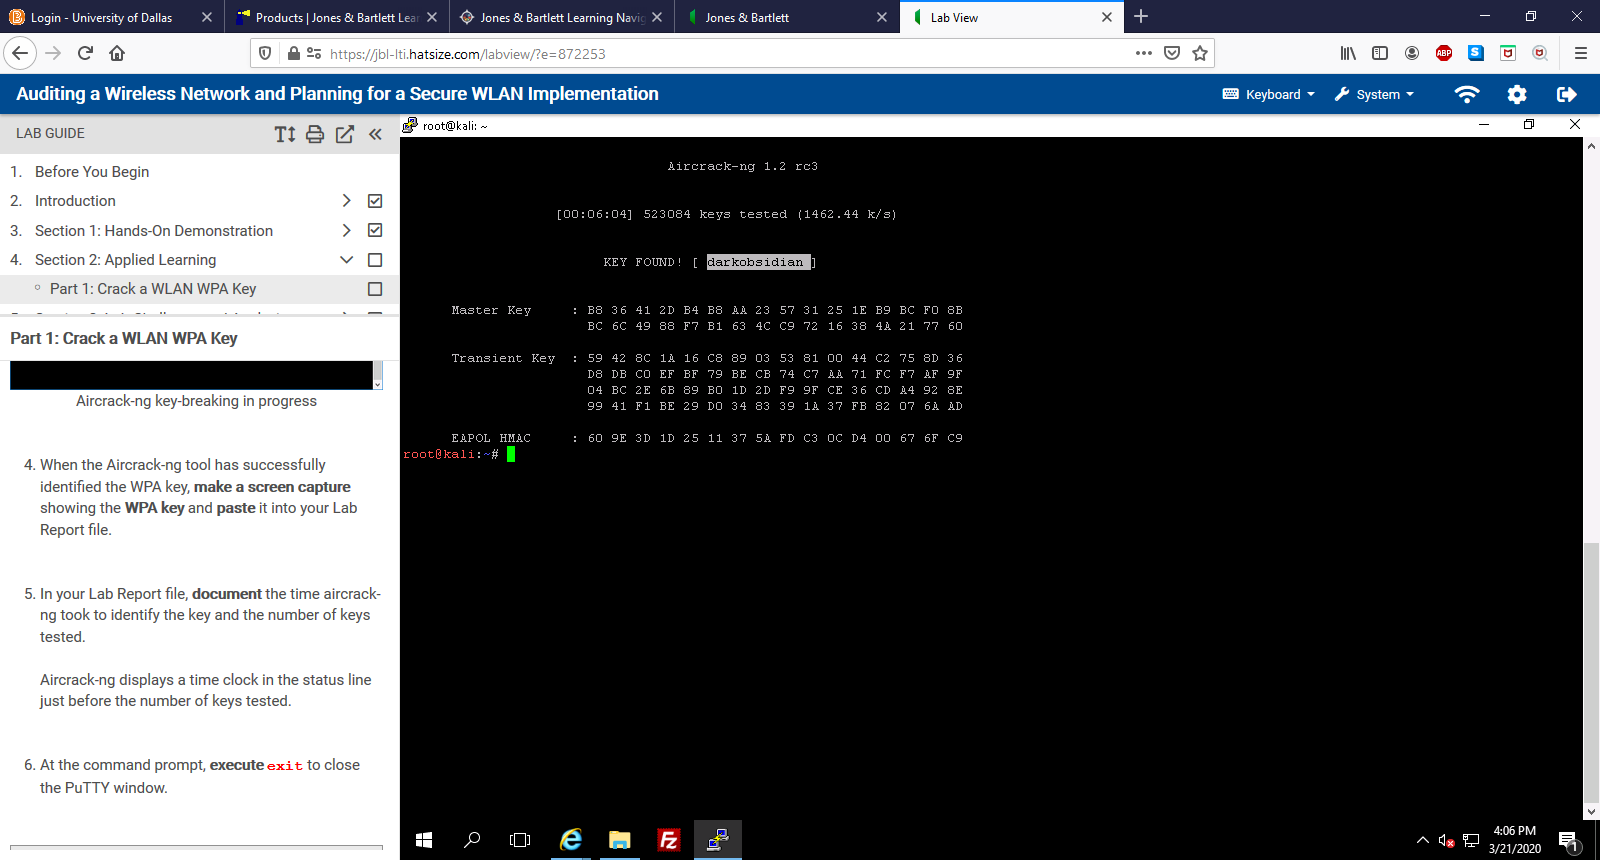 Login - University of Dallas
Products | Jones & Bartlett Lear
Jones & Bartlett Learning Navig
Jones & Bartlett
Lab View
https://jbl-lti.hatsize.com/labview/?e=872253
ABP
S
Auditing a Wireless Network and Planning for a Secure WLAN Implementation
Keyboard
System
LAB GUIDE
root@kali: ~
1. Before You Begin
2. Introduction
3. Section 1: Hands-On Demonstration
4. Section 2: Applied Learning
Part 1: Crack a WLAN WPA Key
Part 1: Crack a WLAN WPA Key
Aircrack-ng key-breaking in progress
4. When the Aircrack-ng tool has successfully
identified the WPA key, make a screen capture
showing the WPA key and paste it into your Lab
Report file.
5. In your Lab Report file, document the time aircrack-
ng took to identify the key and the number of keys
tested.
Aircrack-ng displays a time clock in the status line
just before the number of keys tested.
6. At the command prompt, execute exit to close
the PuTTY window.
Aircrack-ng 1.2 rc3
[00:06:04] 523084 keys tested (1462.44 k/s)
KEY FOUND! [ darkobsidian ]
Master Key : B8 36 41 2D B4 B8 AA 23 57 31 25 1E B9 BC F0 8B
BC 6C 49 88 F7 B1 63 4C C9 72 16 38 4A 21 77 60
Transient Key : 59 42 8C 1A 16 C8 89 03 53 81 00 44 C2 75 8D 36
D8 DB C0 EF BF 79 BE CB 74 C7 AA 71 FC F7 AF 9F
04 BC 2E 6B 89 B0 1D 2D F9 9F CE 36 CD A4 92 8E
99 41 F1 BE 29 D0 34 83 39 1A 37 FB 82 07 6A AD
EAPOL HMAC : 60 9E 3D 1D 25 11 37 5A FD C3 0C D4 00 67 6F C9
root@kali:~#
4:06 PM
3/21/2020
1